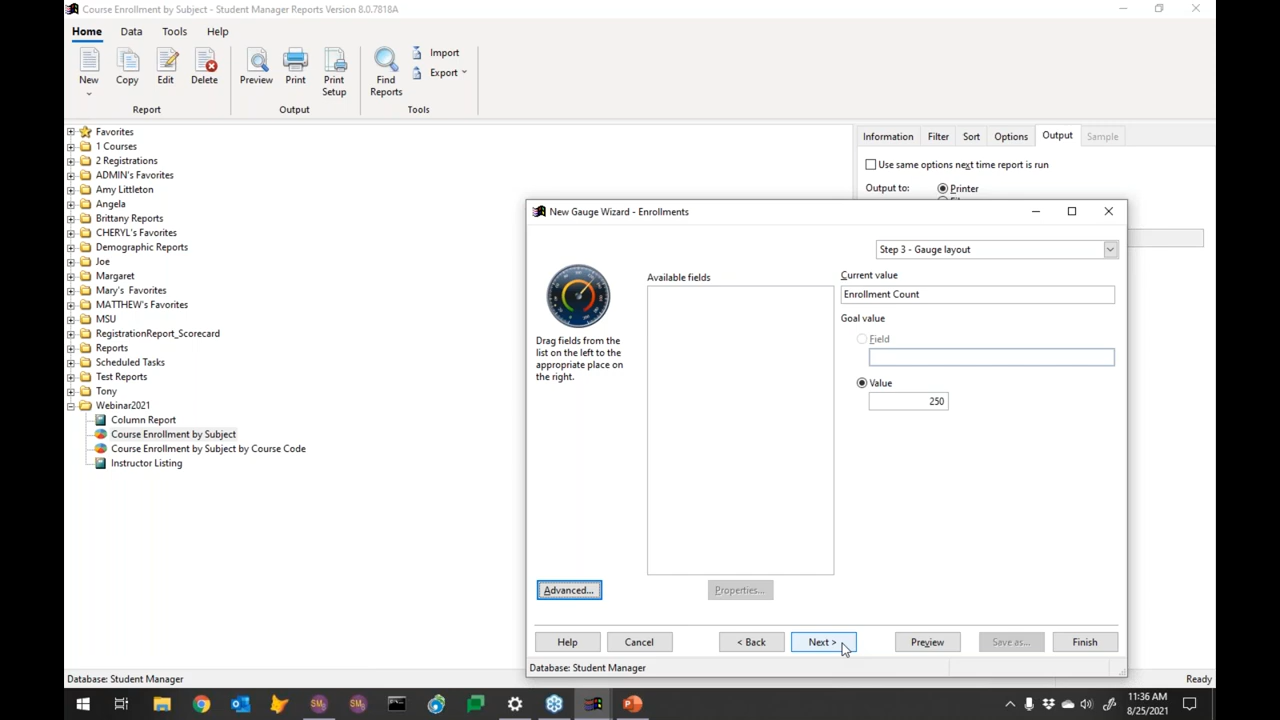 Course Enrollment by Subject - Student Manager Reports Version 8.0.7818A
Home Data Tools Help
New Copy Edit Delete Preview Print Print Setup Find Reports Import Export
Report Output Tools
Favorites
1 Courses
2 Registrations
ADMIN's Favorites
Amy Littleton
Angela
Brittany Reports
CHERYL's Favorites
Demographic Reports
Joe
Margaret
Mary's Favorites
MATTHEW's Favorites
MSU
RegistrationReport_Scorecard
Reports
Scheduled Tasks
Test Reports
Tony
Webinar2021
Column Report
Course Enrollment by Subject
Course Enrollment by Subject by Course Code
Instructor Listing
Information Filter Sort Options Output Sample
Use same options next time report is run
Output to: Printer
New Gauge Wizard - Enrollments
Step 3 - Gauge layout
Drag fields from the
list on the left to the
appropriate place on
the right.
Available fields
Current value
Enrollment Count
Goal value
Field
Value
250
Advanced... Properties...
Help Cancel < Back Next > Preview Save as... Finish
Database: Student Manager
Database: Student Manager Ready
SM SM
11:36 AM
8/25/2021